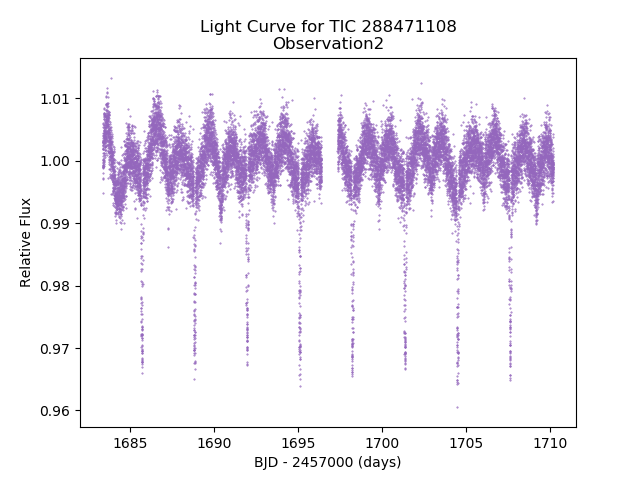 Light Curve for TIC 288471108
Observation2
1.01
1.00
0.99
0.98
0.97
0.96
Relative Flux
1685 1690 1695 1700 1705 1710
BJD - 2457000 (days)